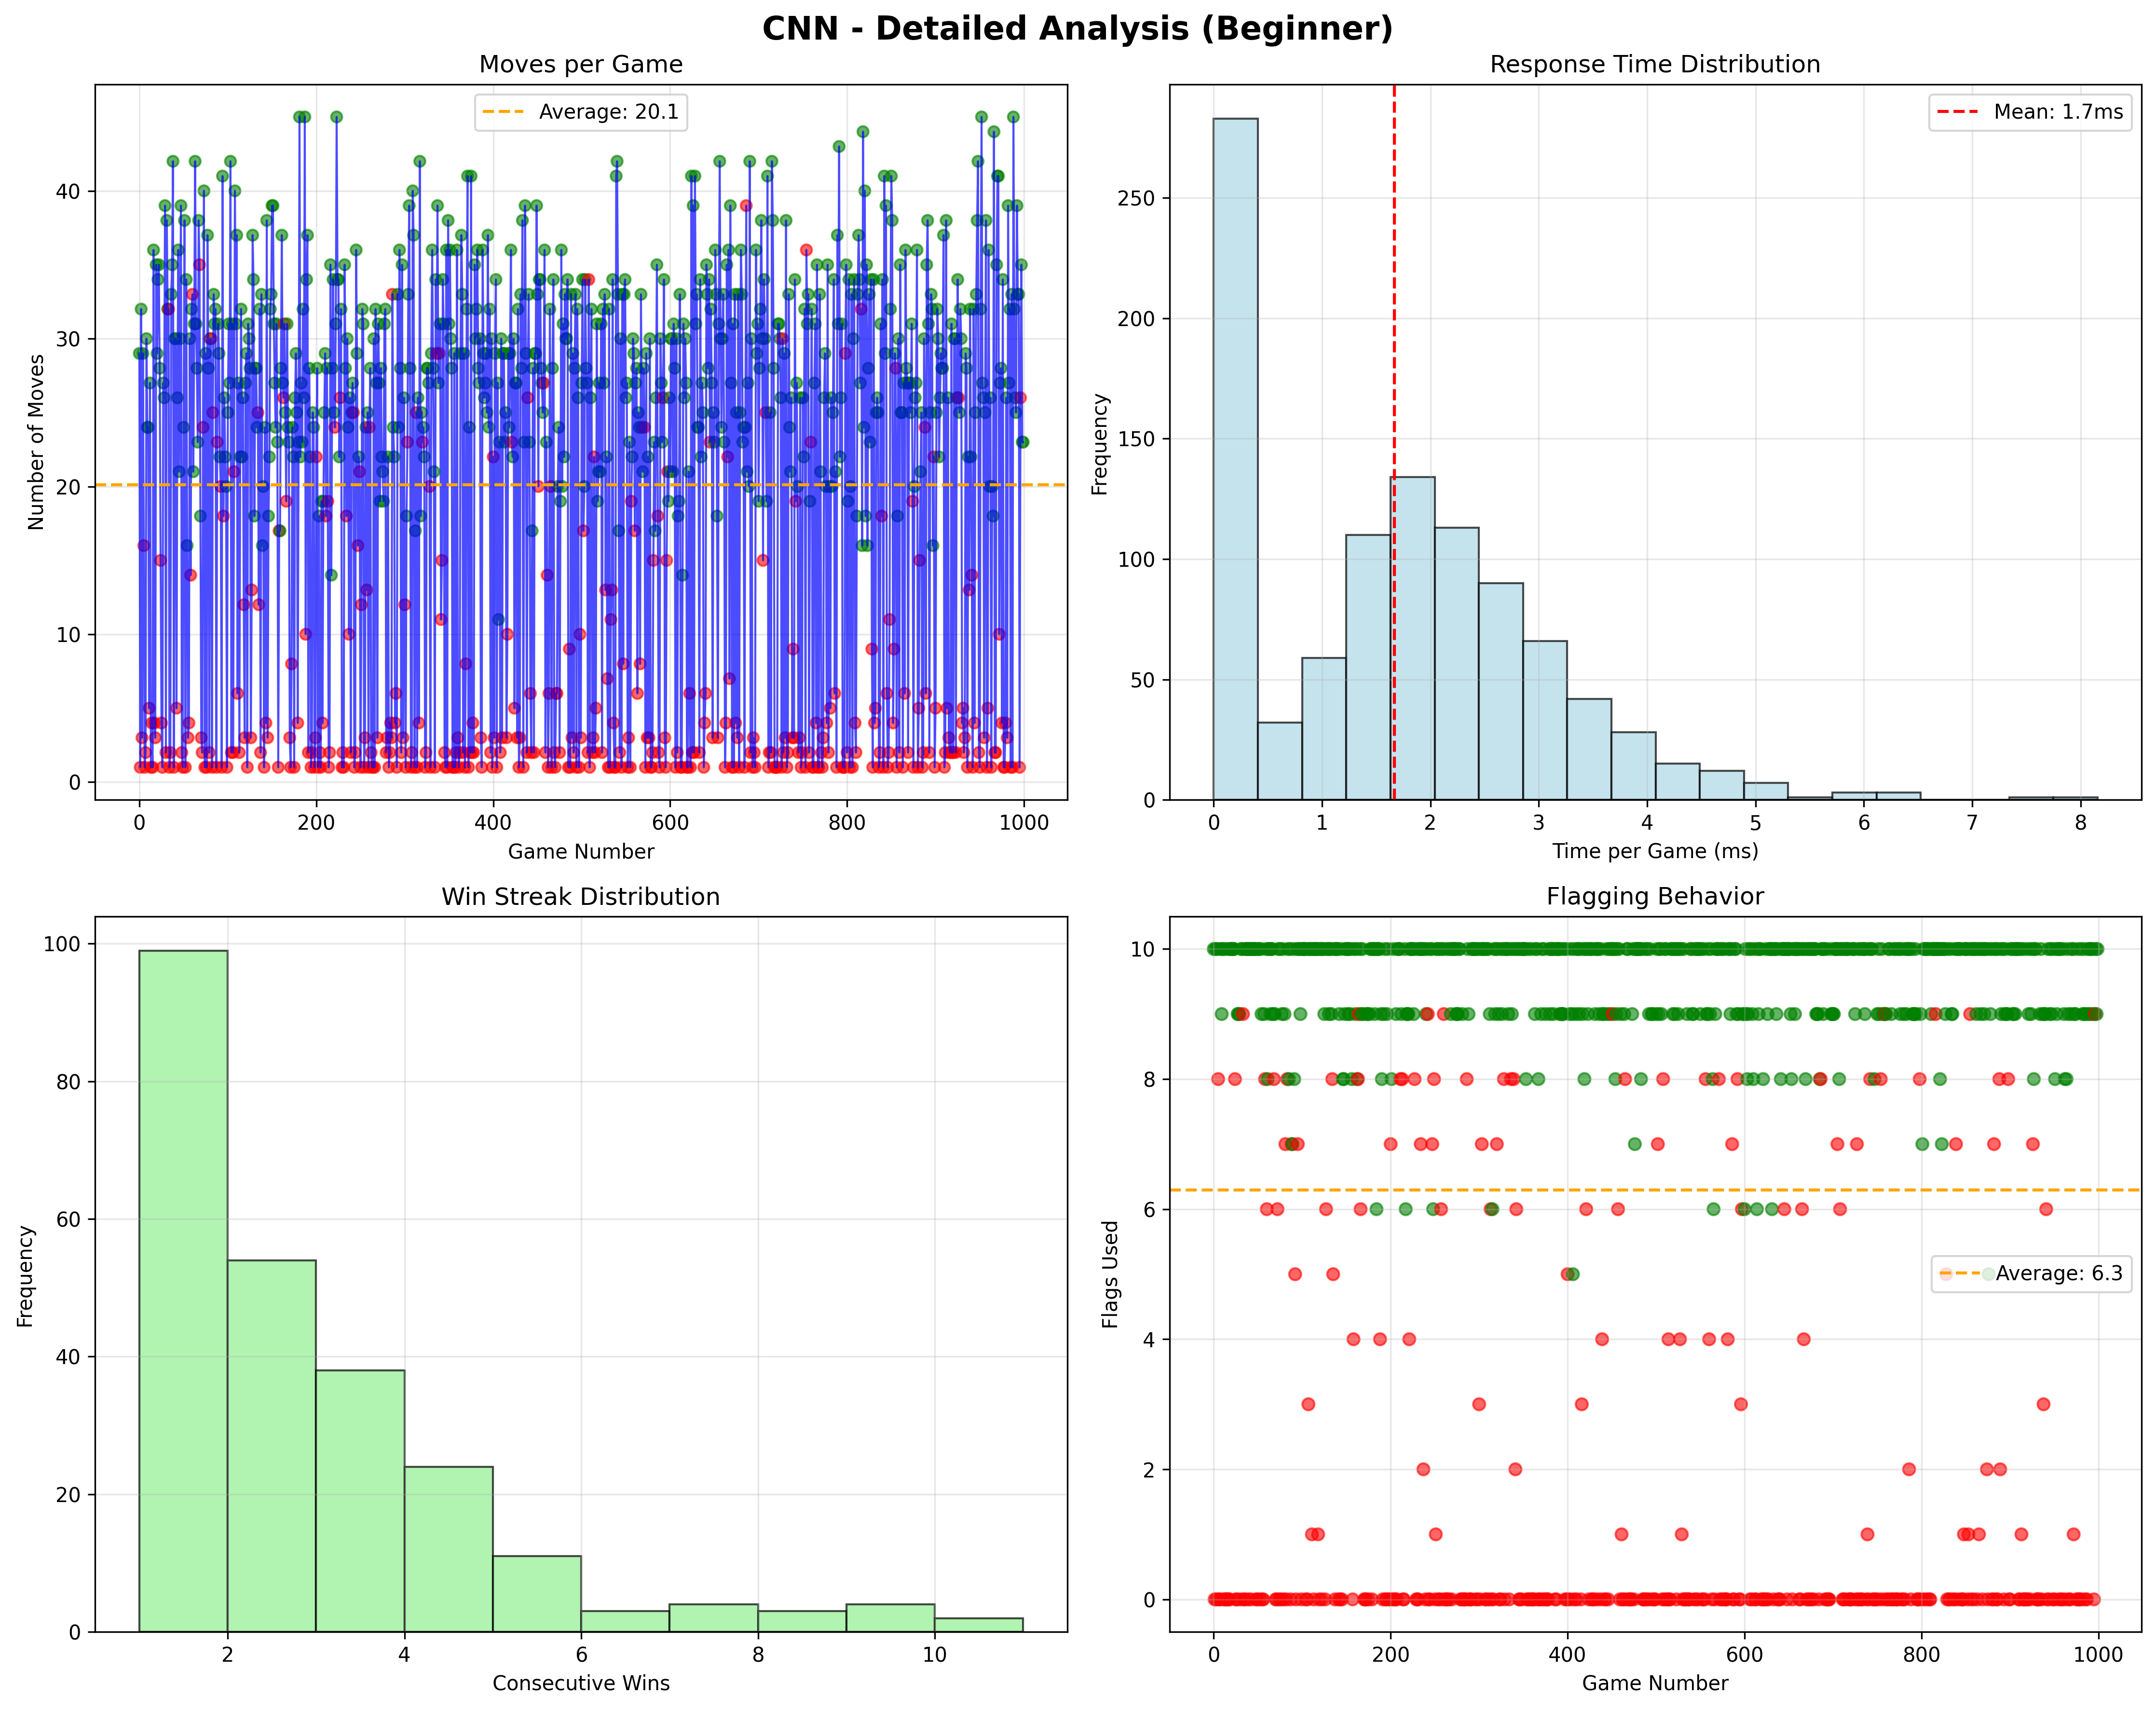 CNN - Detailed Analysis (Beginner)
Moves per Game
Average: 20.1
Number of Moves
40
30
20
10
0
0 200 400 600 800 1000
Game Number
Response Time Distribution
Mean: 1.7ms
Frequency
250
200
150
100
50
0
0 1 2 3 4 5 6 7 8
Time per Game (ms)
Win Streak Distribution
Frequency
100
80
60
40
20
0
2 4 6 8 10
Consecutive Wins
Flagging Behavior
Average: 6.3
Flags Used
10
8
6
4
2
0
0 200 400 600 800 1000
Game Number